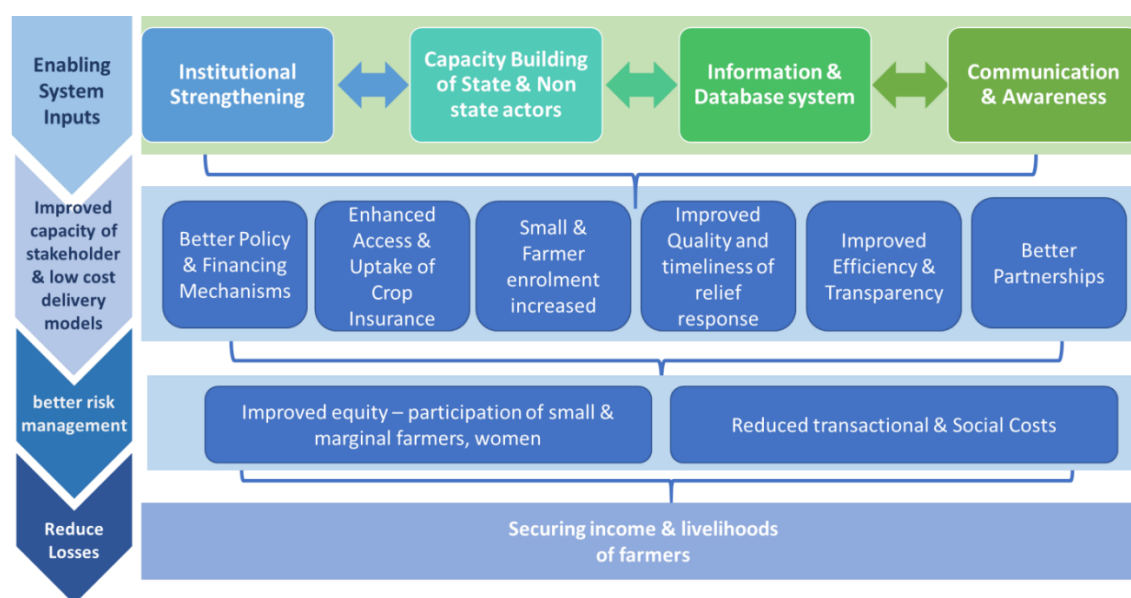 Enabling
System
Inputs
Institutional
Strengthening
Capacity Building
of State & Non
state actors
Information &
Database system
Communication
& Awareness
Improved
capacity of
stakeholder
& low cost
delivery
models
Better Policy
& Financing
Mechanisms
Enhanced
Access &
Uptake of
Crop
Insurance
Small &
Farmer
enrolment
increased
Improved
Quality and
timeliness of
relief
response
Improved
Efficiency &
Transparency
Better
Partnerships
better risk
management
Improved equity – participation of small &
marginal farmers, women
Reduced transactional & Social Costs
Reduce
Losses
Securing income & livelihoods
of farmers